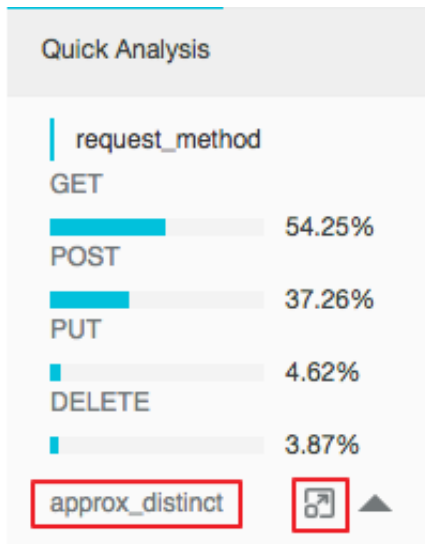 Quick Analysis
request_method
GET
54.25%
POST
37.26%
PUT
4.62%
DELETE
3.87%
approx_distinct